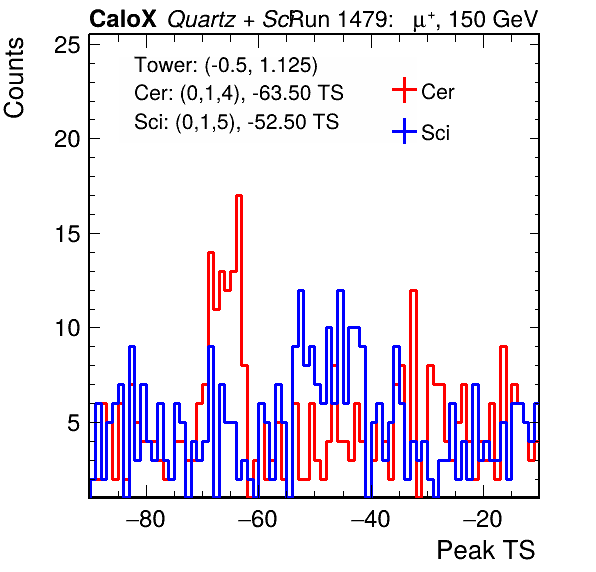 CaloX Quartz + Sci Run 1479: μ⁺, 150 GeV
Counts
Tower: (-0.5, 1.125)
Cer: (0,1,4), -63.50 TS
Sci: (0,1,5), -52.50 TS
Cer
Sci
25
20
15
10
5
−80 −60 −40 −20
Peak TS